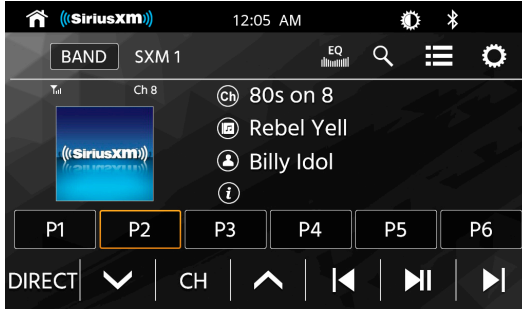 ((SiriusXM)) 12:05 AM
BAND SXM 1 EQ
Ch 8
((SiriusXM))
Ch 80s on 8
Rebel Yell
Billy Idol
i
P1 P2 P3 P4 P5 P6
DIRECT CH